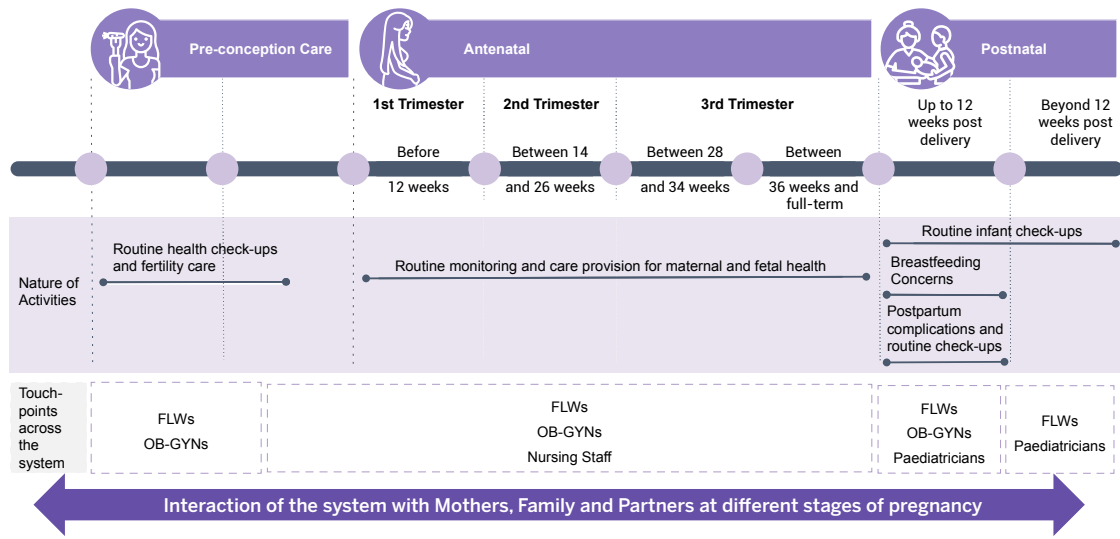 Pre-conception Care
Antenatal
Postnatal
1st Trimester
2nd Trimester
3rd Trimester
Up to 12
weeks post
delivery
Beyond 12
weeks post
delivery
Before
12 weeks
Between 14
and 26 weeks
Between 28
and 34 weeks
Between
36 weeks and
full-term
Nature of
Activities
Routine health check-ups
and fertility care
Routine monitoring and care provision for maternal and fetal health
Routine infant check-ups
Breastfeeding
Concerns
Postpartum
complications and
routine check-ups
Touch-
points
across
the
system
FLWs
OB-GYNs
FLWs
OB-GYNs
Nursing Staff
FLWs
OB-GYNs
Paediatricians
FLWs
Paediatricians
Interaction of the system with Mothers, Family and Partners at different stages of pregnancy